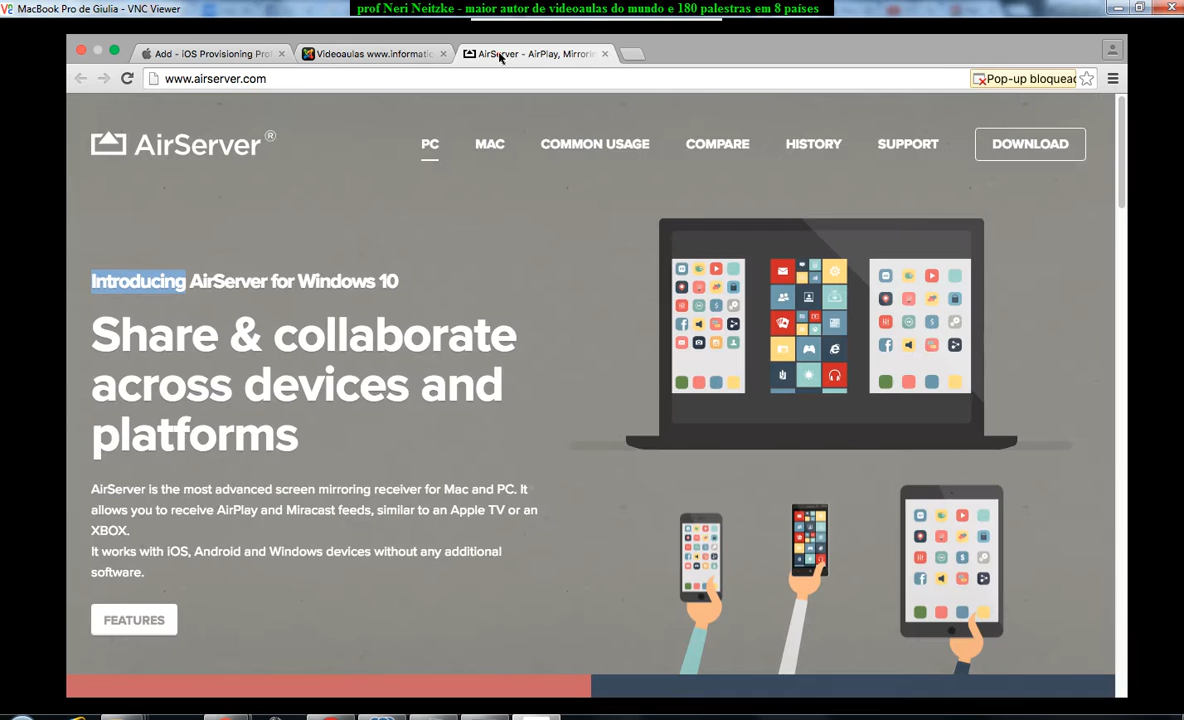 MacBook Pro de Giulia - VNC Viewer
prof Neri Neitzke - maior autor de videoaulas do mundo e 180 palestras em 8 países
Add - iOS Provisioning Prof
Videoaulas www.informatic
AirServer - AirPlay, Mirrorin
www.airserver.com
Pop-up bloquead
AirServer®
PC
MAC
COMMON USAGE
COMPARE
HISTORY
SUPPORT
DOWNLOAD
Introducing AirServer for Windows 10
Share & collaborate
across devices and
platforms
AirServer is the most advanced screen mirroring receiver for Mac and PC. It
allows you to receive AirPlay and Miracast feeds, similar to an Apple TV or an
XBOX.
It works with iOS, Android and Windows devices without any additional
software.
FEATURES